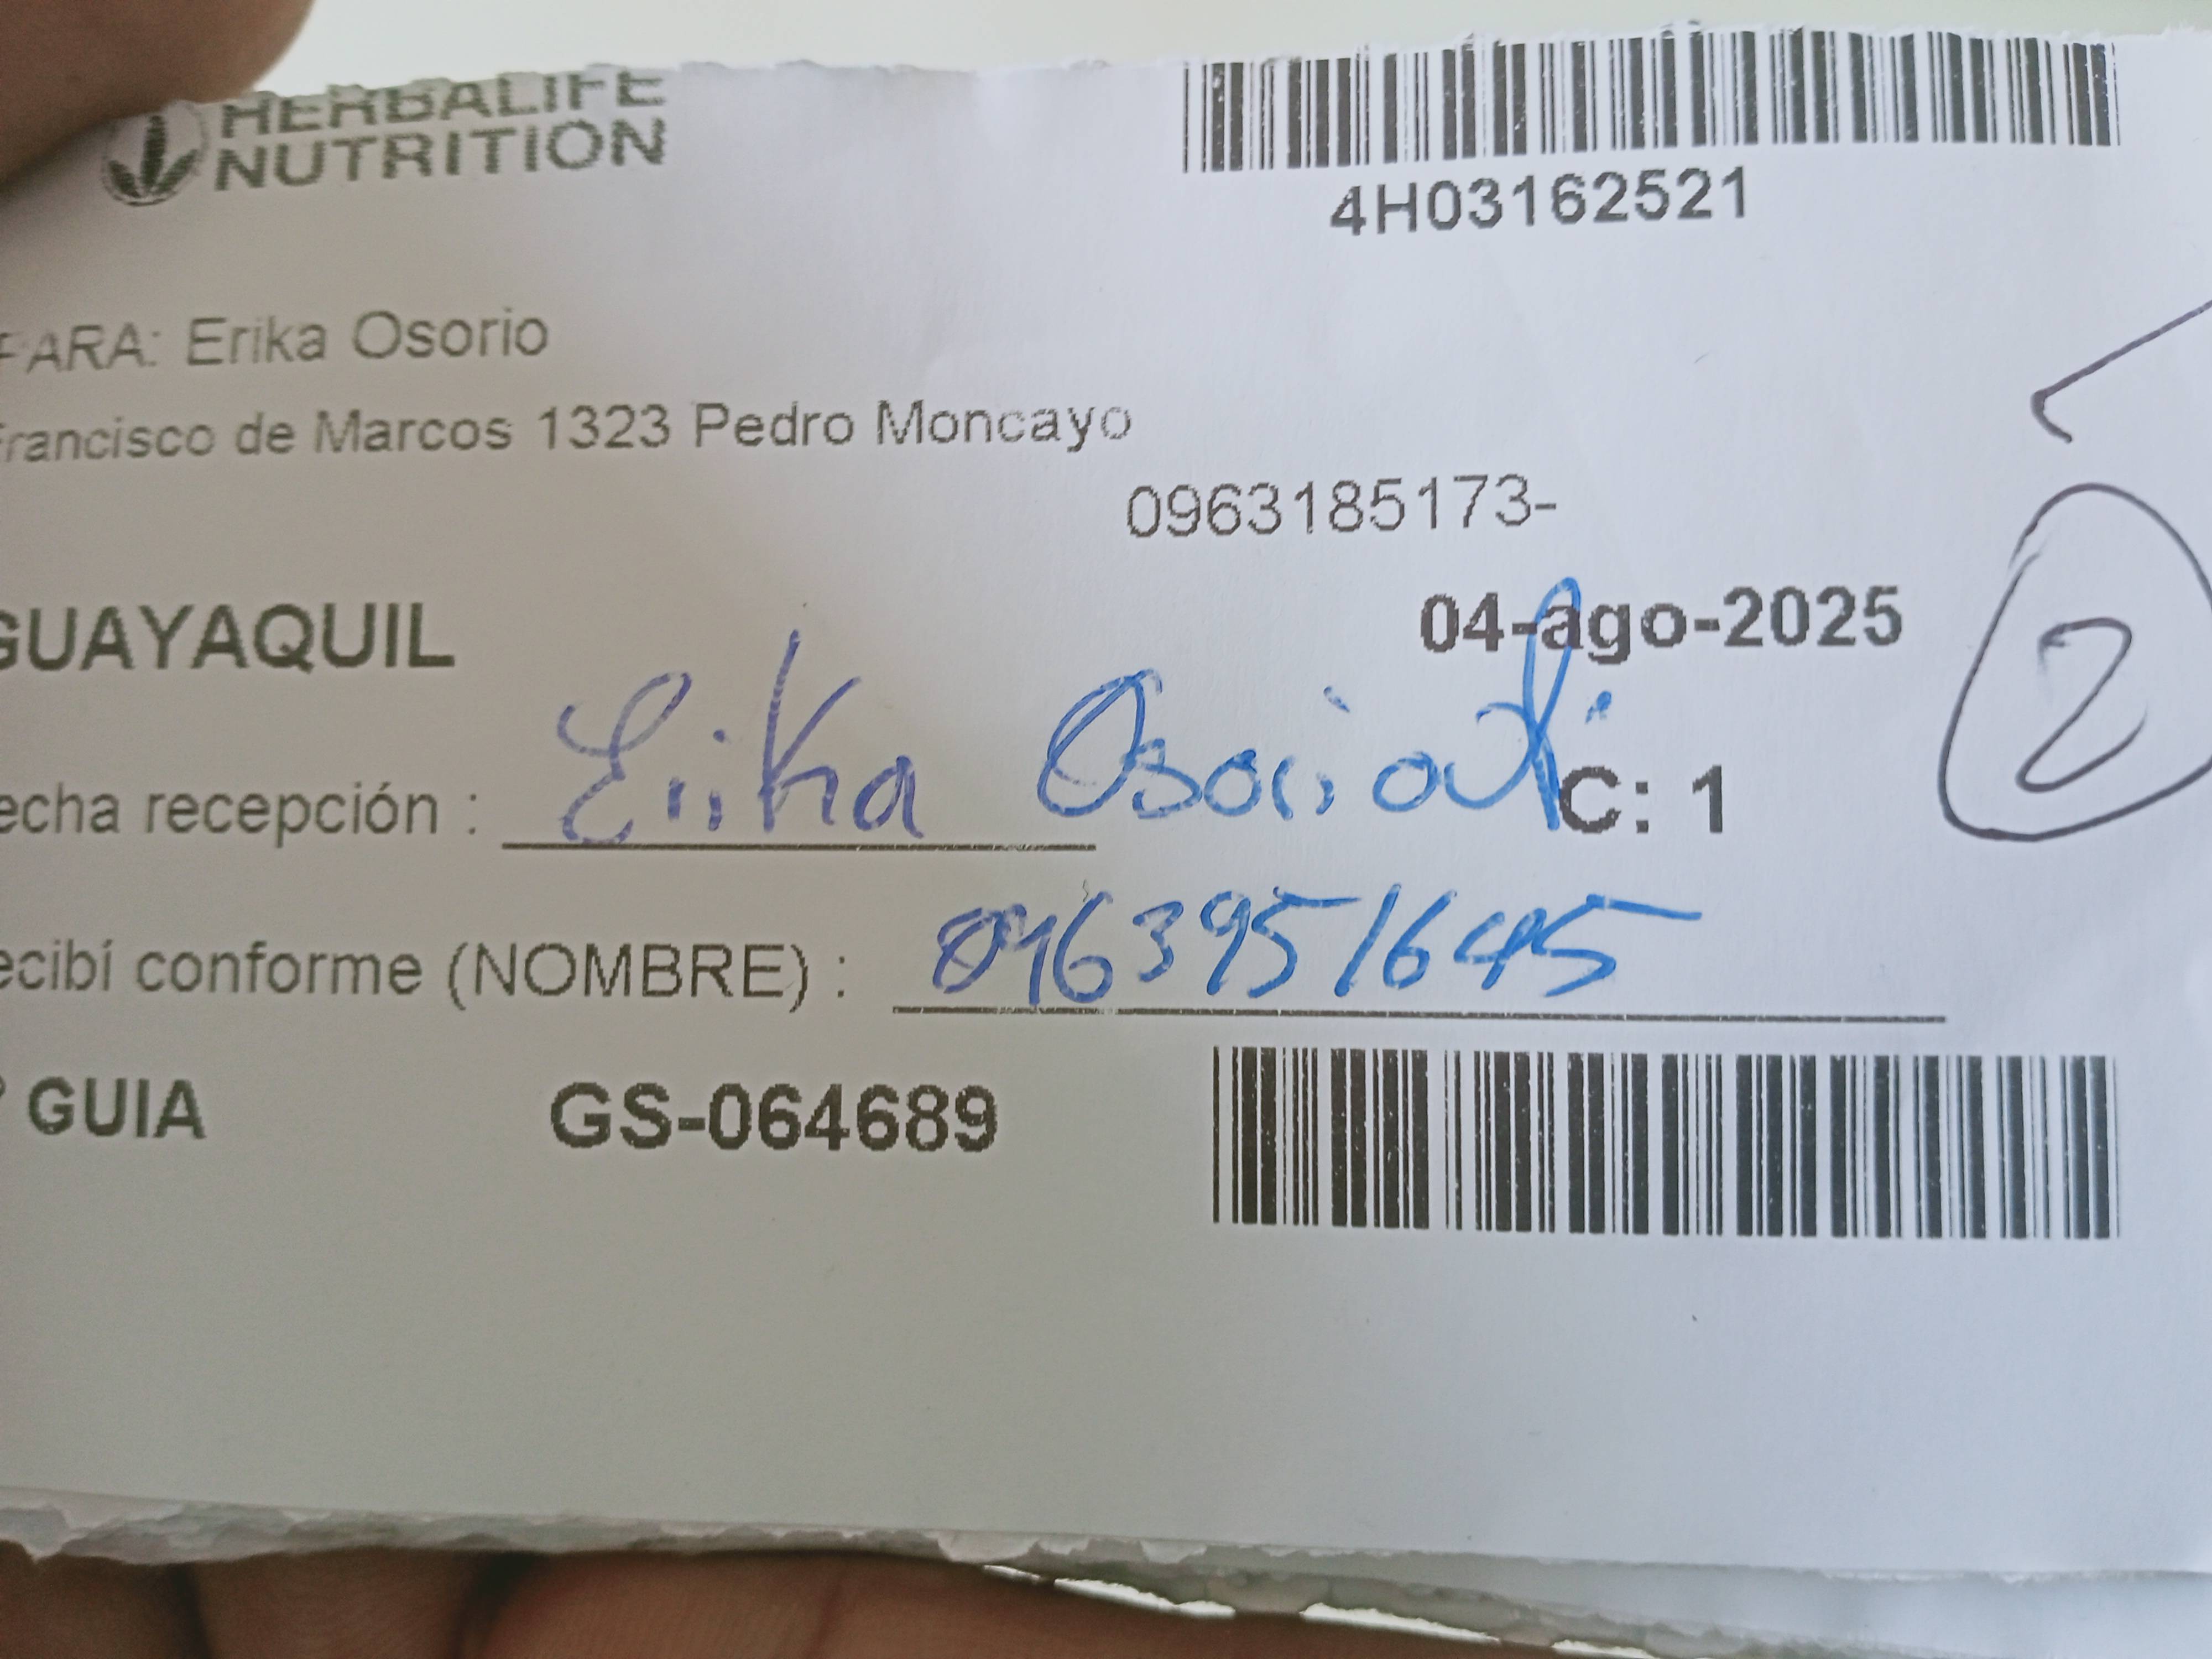 HERBALIFE
NUTRITION
4H03162521
PARA: Erika Osorio
Francisco de Marcos 1323 Pedro Moncayo
0963185173-
GUAYAQUIL
04-ago-2025
2
echa recepción : Erika Osorio
C: 1
ecibí conforme (NOMBRE) : 0963951645
GUIA GS-064689